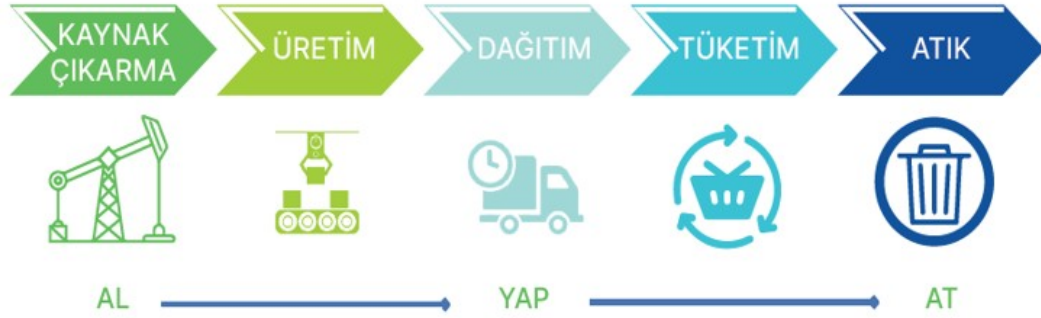 KAYNAK
ÇIKARMA
ÜRETİM
DAĞITIM
TÜKETİM
ATIK
AL
YAP
AT